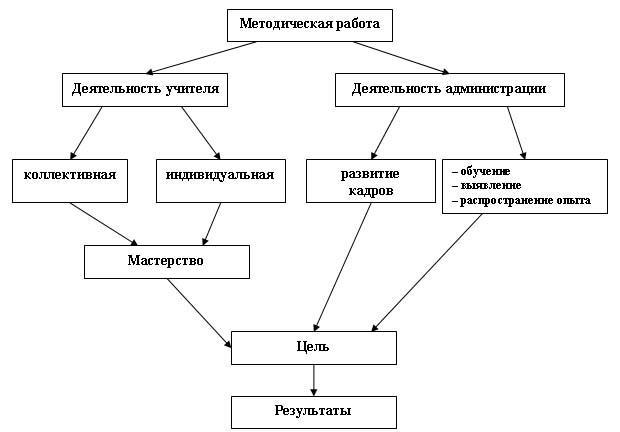 Методическая работа
Деятельность учителя
Деятельность администрации
коллективная
индивидуальная
развитие
кадров
– обучение
– выявление
– распространение опыта
Мастерство
Цель
Результаты